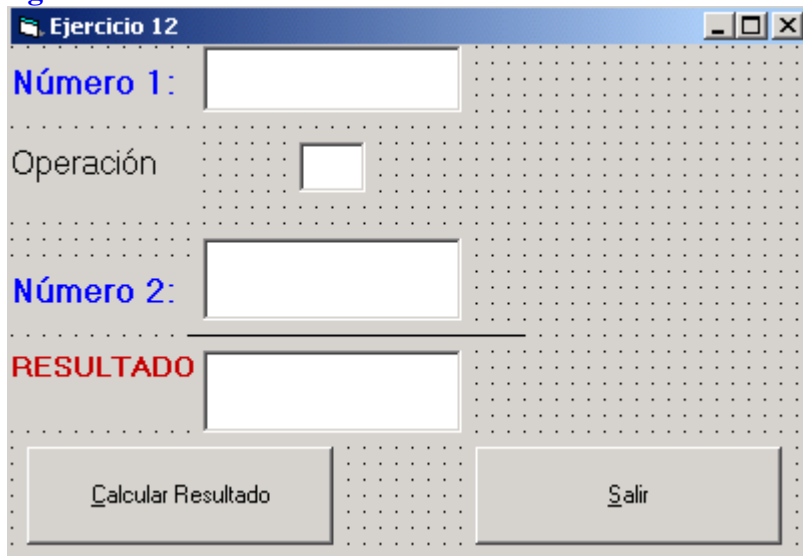 Ejercicio 12
Número 1:
Operación
Número 2:
RESULTADO
Calcular Resultado
Salir